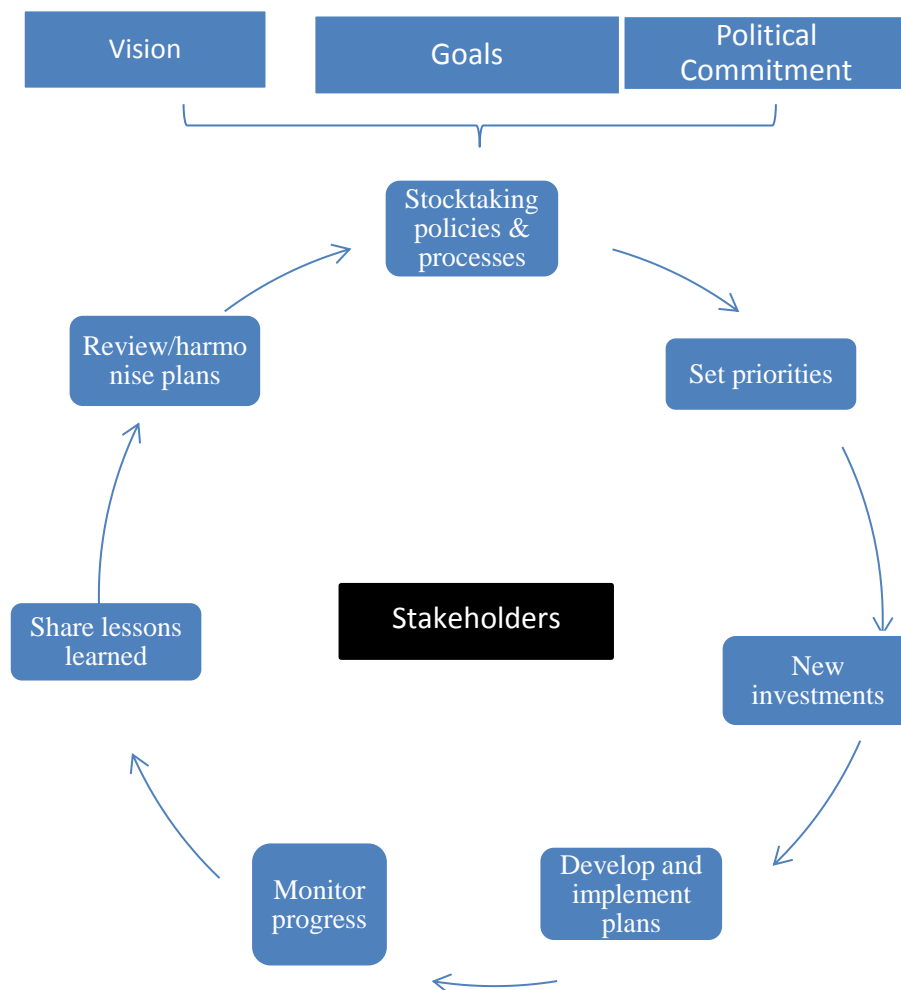 Vision
Goals
Political
Commitment
Stocktaking
policies &
processes
Set priorities
New
investments
Develop and
implement
plans
Monitor
progress
Share lessons
learned
Review/harmo
nise plans
Stakeholders